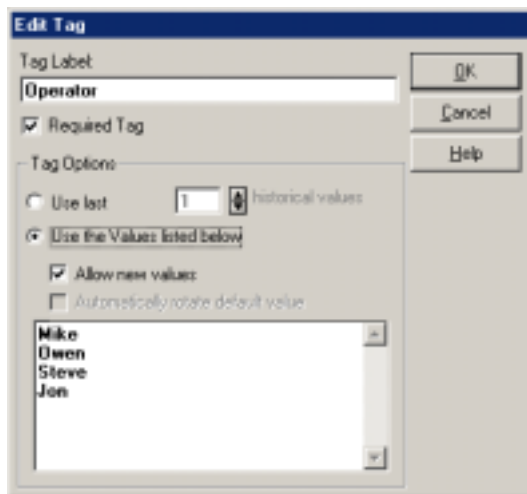 Edit Tag
Tag Label:
Operator
Required Tag
OK
Cancel
Help
Tag Options
Use last 1 historical values
Use the Values listed below
Allow new values
Automatically rotate default value
Mike
Owen
Steve
Jon